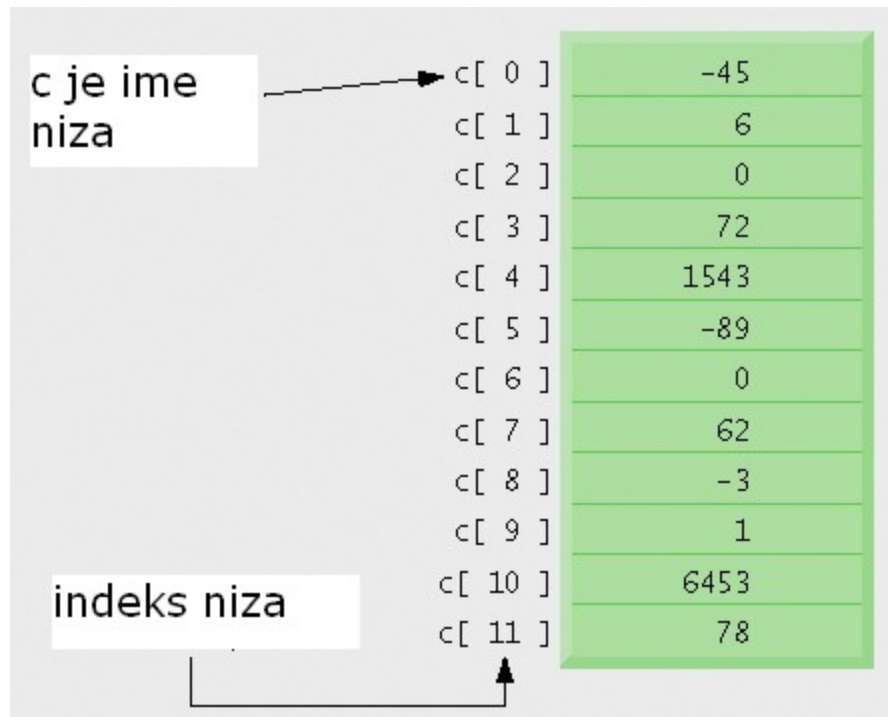 c je ime
niza
c[ 0 ] -45
c[ 1 ] 6
c[ 2 ] 0
c[ 3 ] 72
c[ 4 ] 1543
c[ 5 ] -89
c[ 6 ] 0
c[ 7 ] 62
c[ 8 ] -3
c[ 9 ] 1
c[ 10 ] 6453
c[ 11 ] 78
indeks niza